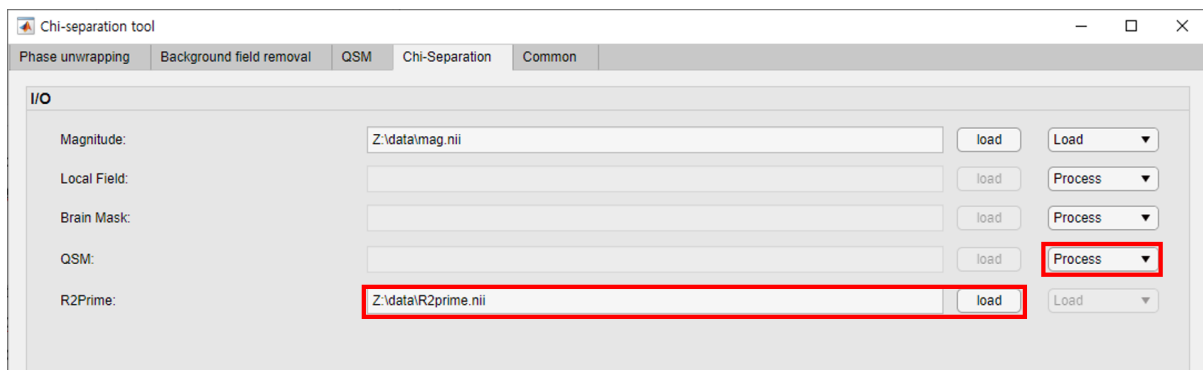 Chi-separation tool
Phase unwrapping Background field removal QSM Chi-Separation Common
I/O
Magnitude: Z:\data\mag.nii load Load
Local Field: load Process
Brain Mask: load Process
QSM: load Process
R2Prime: Z:\data\R2prime.nii load Load